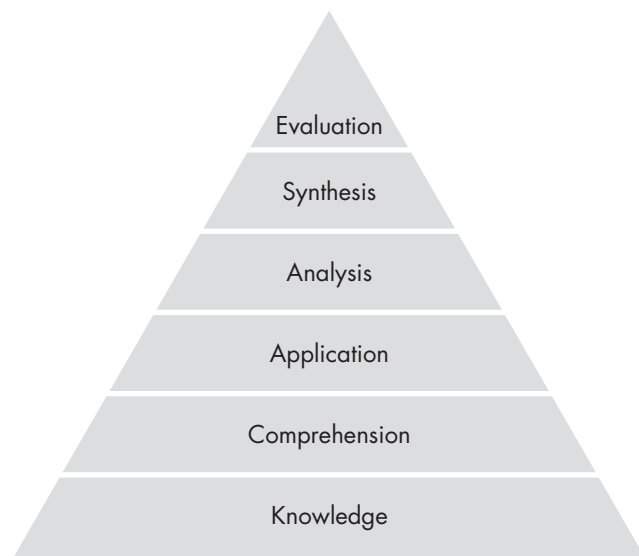 Evaluation
Synthesis
Analysis
Application
Comprehension
Knowledge